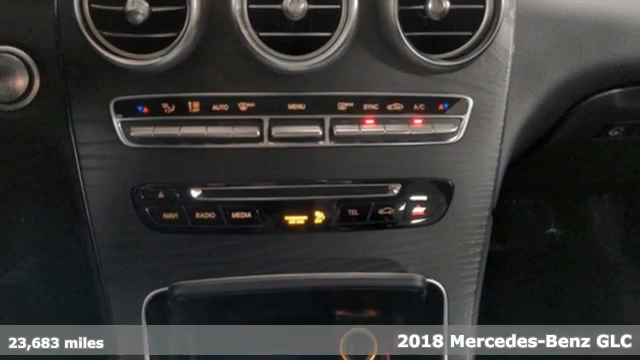 AUTO MENU SYNC A/C
NAVI RADIO MEDIA TEL
23,683 miles 2018 Mercedes-Benz GLC